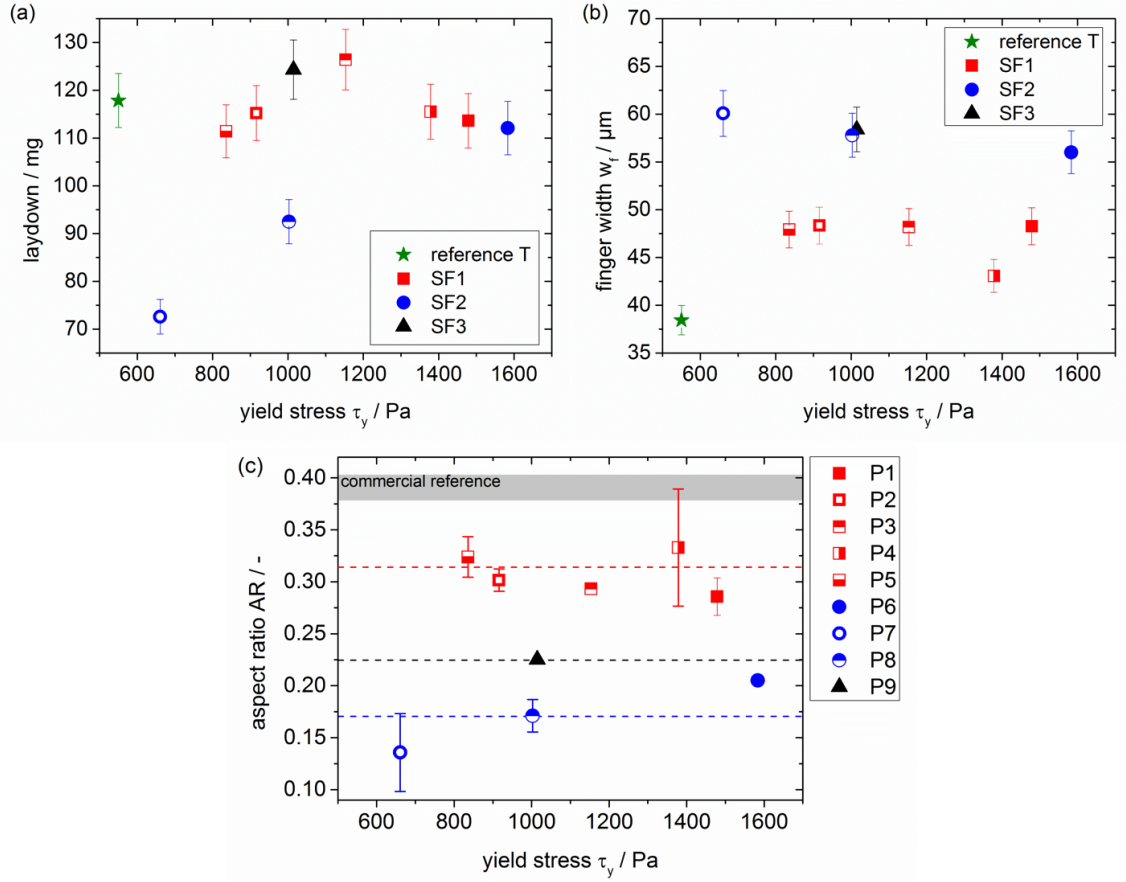 (a)
130
120
110
100
90
80
70
laydown / mg
reference T
SF1
SF2
SF3
600 800 1000 1200 1400 1600
yield stress τy / Pa
(b)
70
65
60
55
50
45
40
35
finger width wf / µm
reference T
SF1
SF2
SF3
600 800 1000 1200 1400 1600
yield stress τy / Pa
(c)
0.40
0.35
0.30
0.25
0.20
0.15
0.10
aspect ratio AR / -
commercial reference
P1
P2
P3
P4
P5
P6
P7
P8
P9
600 800 1000 1200 1400 1600
yield stress τy / Pa